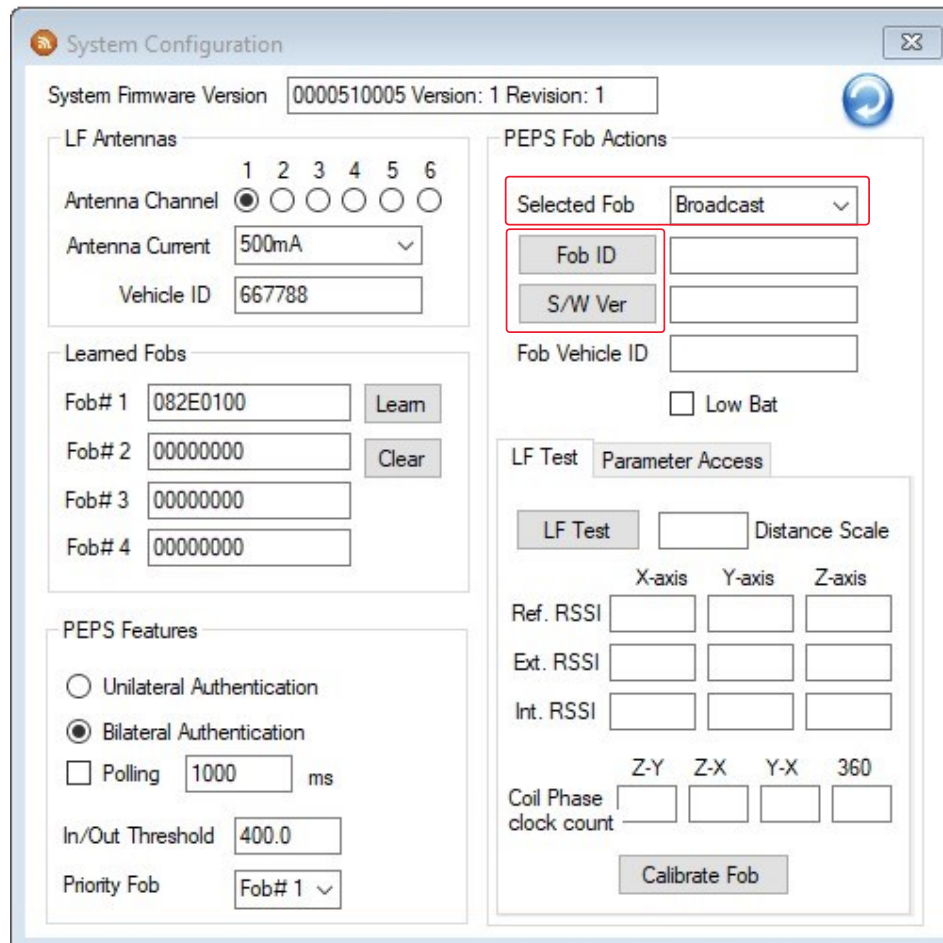 System Configuration
System Firmware Version 0000510005 Version: 1 Revision: 1
LF Antennas
1 2 3 4 5 6
Antenna Channel
Antenna Current 500mA
Vehicle ID 667788
Learned Fobs
Fob# 1 082E0100 Learn
Fob# 2 00000000 Clear
Fob# 3 00000000
Fob# 4 00000000
PEPS Features
Unilateral Authentication
Bilateral Authentication
Polling 1000 ms
In/Out Threshold 400.0
Priority Fob Fob# 1
PEPS Fob Actions
Selected Fob Broadcast
Fob ID
S/W Ver
Fob Vehicle ID
Low Bat
LF Test Parameter Access
LF Test Distance Scale
X-axis Y-axis Z-axis
Ref. RSSI
Ext. RSSI
Int. RSSI
Z-Y Z-X Y-X 360
Coil Phase
clock count
Calibrate Fob